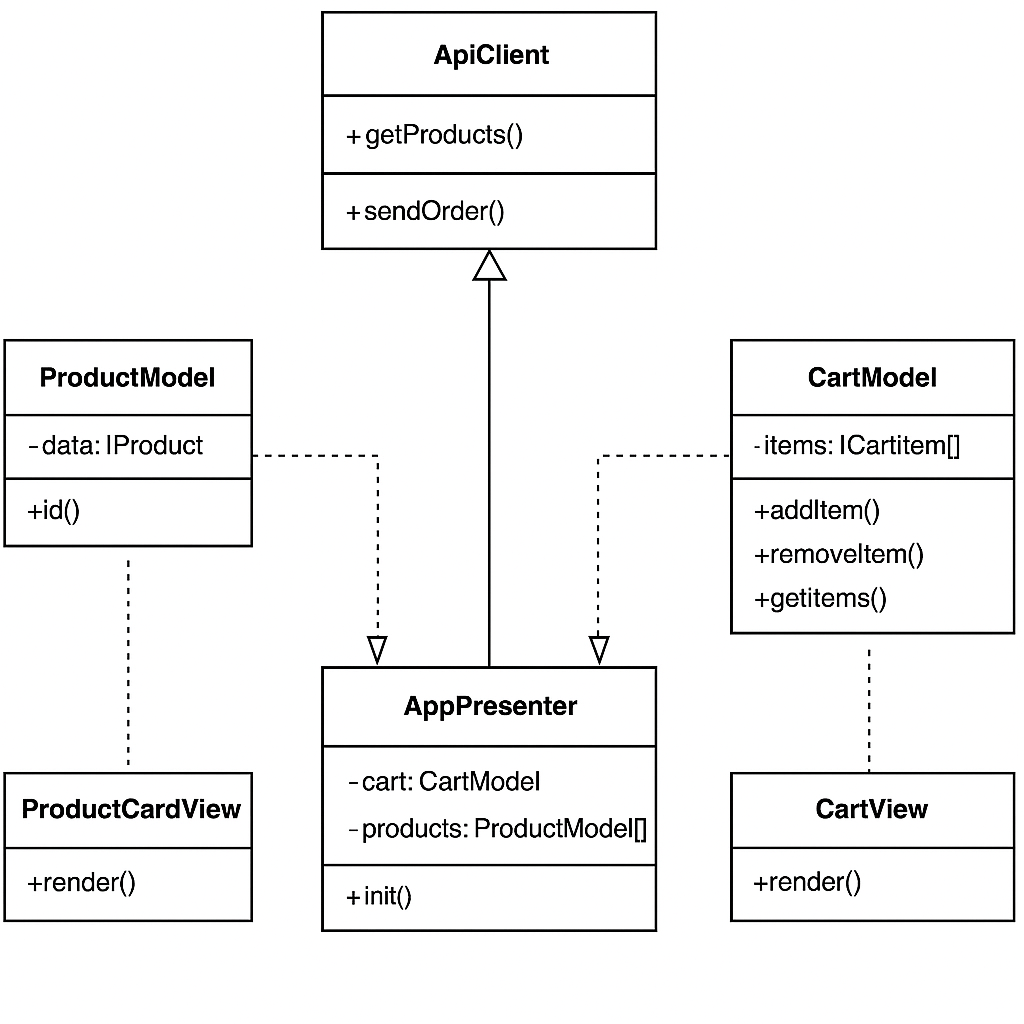 ApiClient
+getProducts()
+sendOrder()
ProductModel
-data: IProduct
+id()
CartModel
-items: ICartitem[]
+addItem()
+removeItem()
+getitems()
AppPresenter
-cart: CartModel
-products: ProductModel[]
+init()
ProductCardView
+render()
CartView
+render()